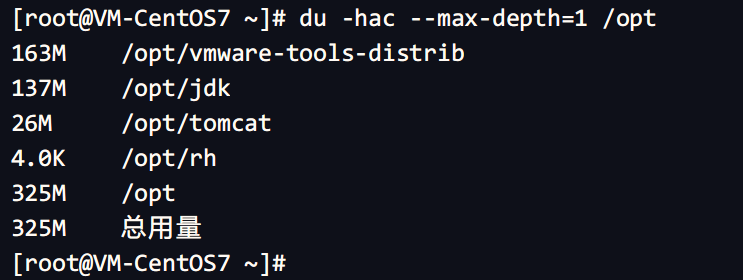 [root@VM-CentOS7 ~]# du -hac --max-depth=1 /opt
163M    /opt/vmware-tools-distrib
137M    /opt/jdk
26M     /opt/tomcat
4.0K    /opt/rh
325M    /opt
325M    总用量
[root@VM-CentOS7 ~]#